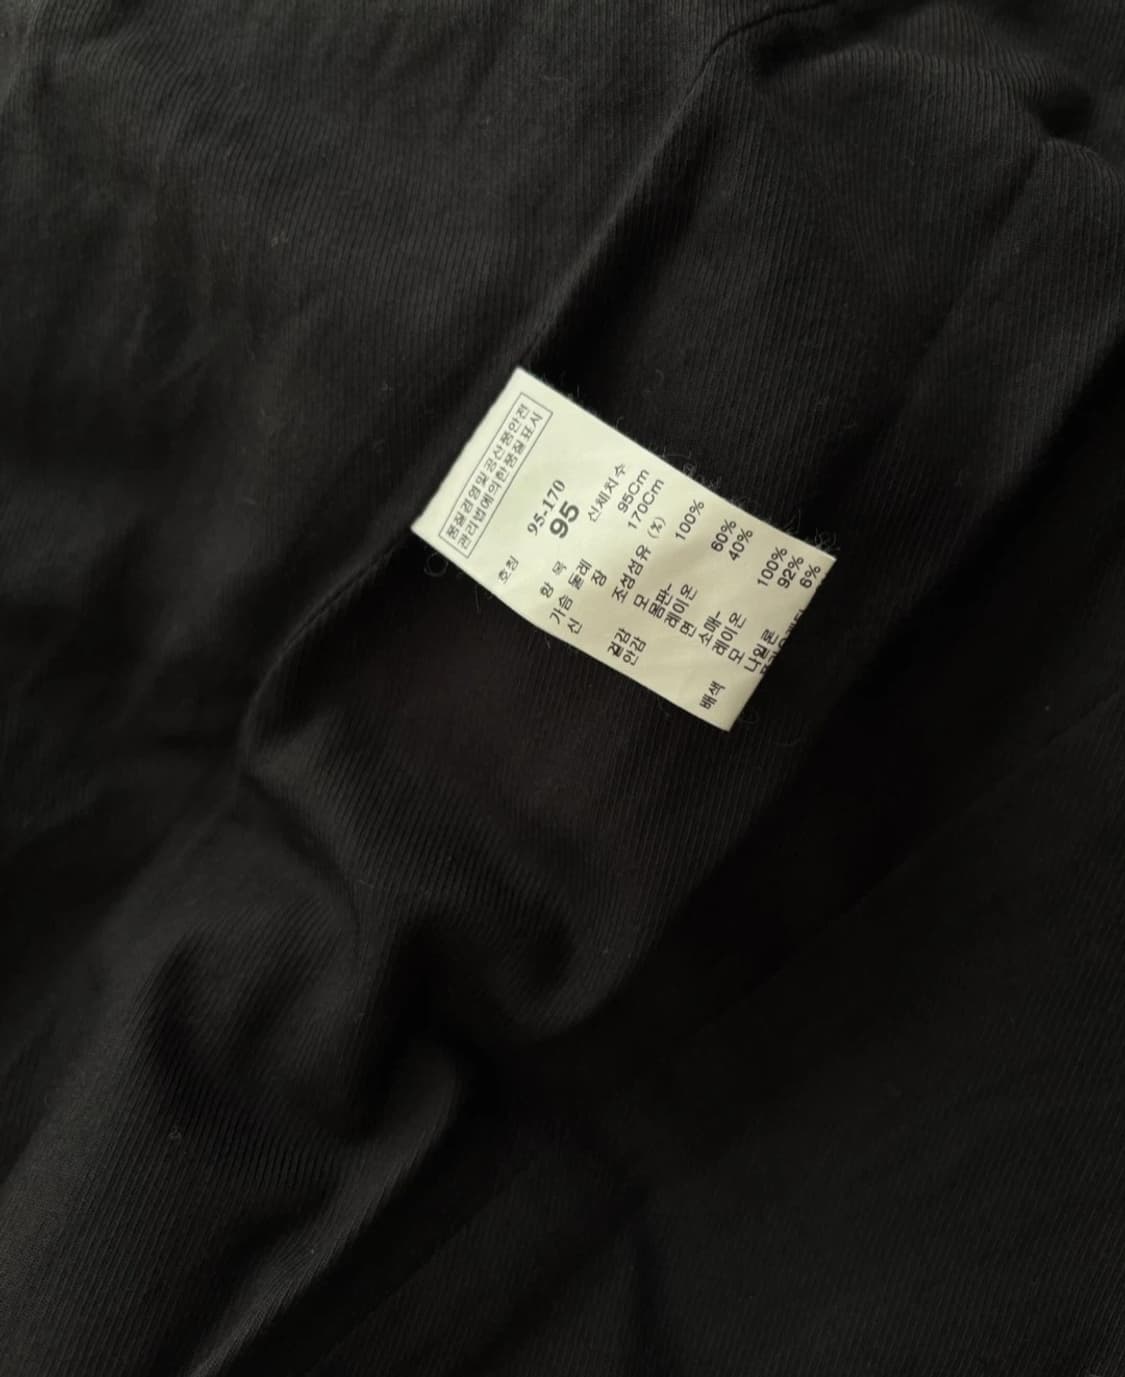 품질경영및공산품안전
관리법에의한품질표시
호칭 95-170
95
항 목 신체치수
가슴둘레 95Cm
신 장 170Cm
조성섬유 (%)
겉감 모 100%
안감 몸판-
레이온 60%
면 40%
소매-
레이온 100%
배색 모 92%
나일론 6%